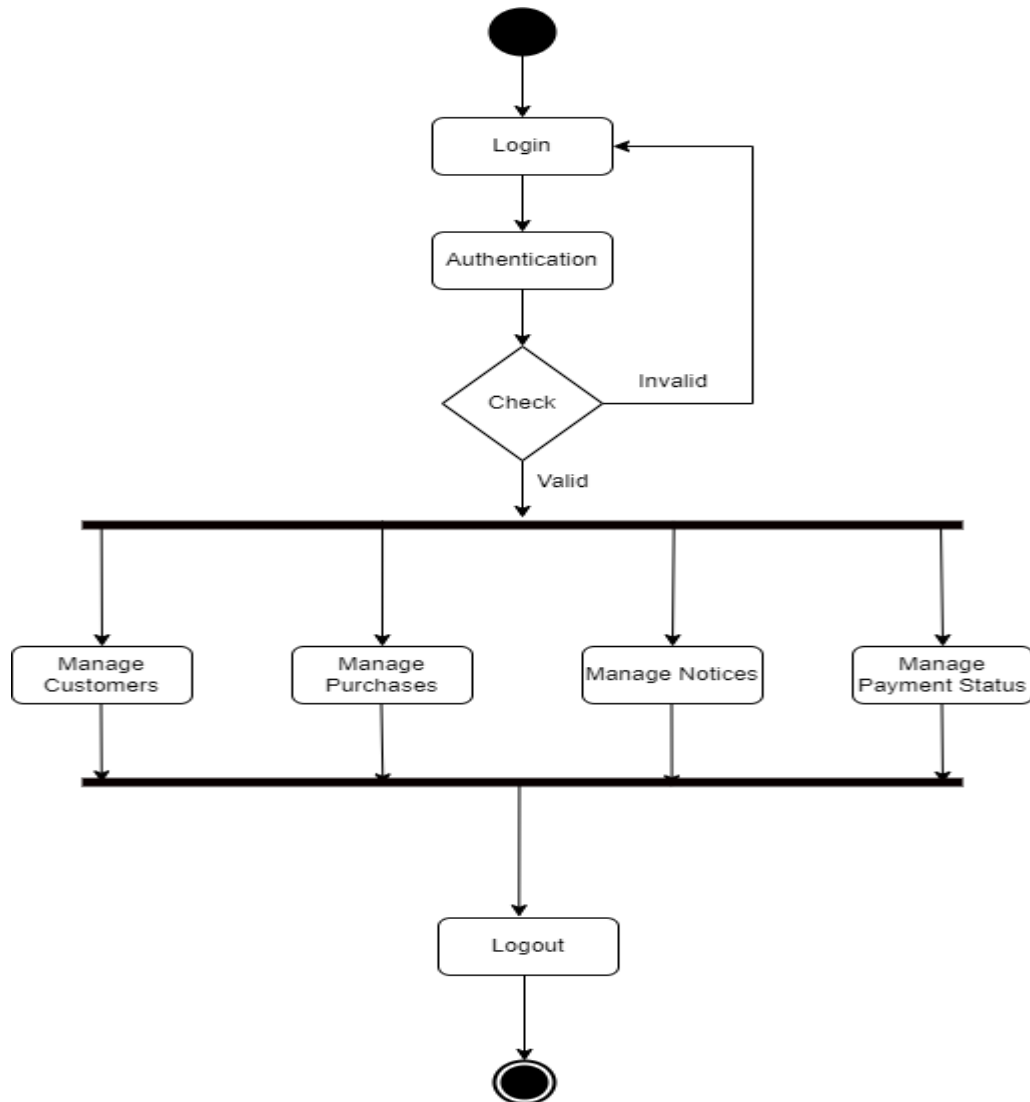 Login
Authentication
Check
Invalid
Valid
Manage
Customers
Manage
Purchases
Manage Notices
Manage
Payment Status
Logout